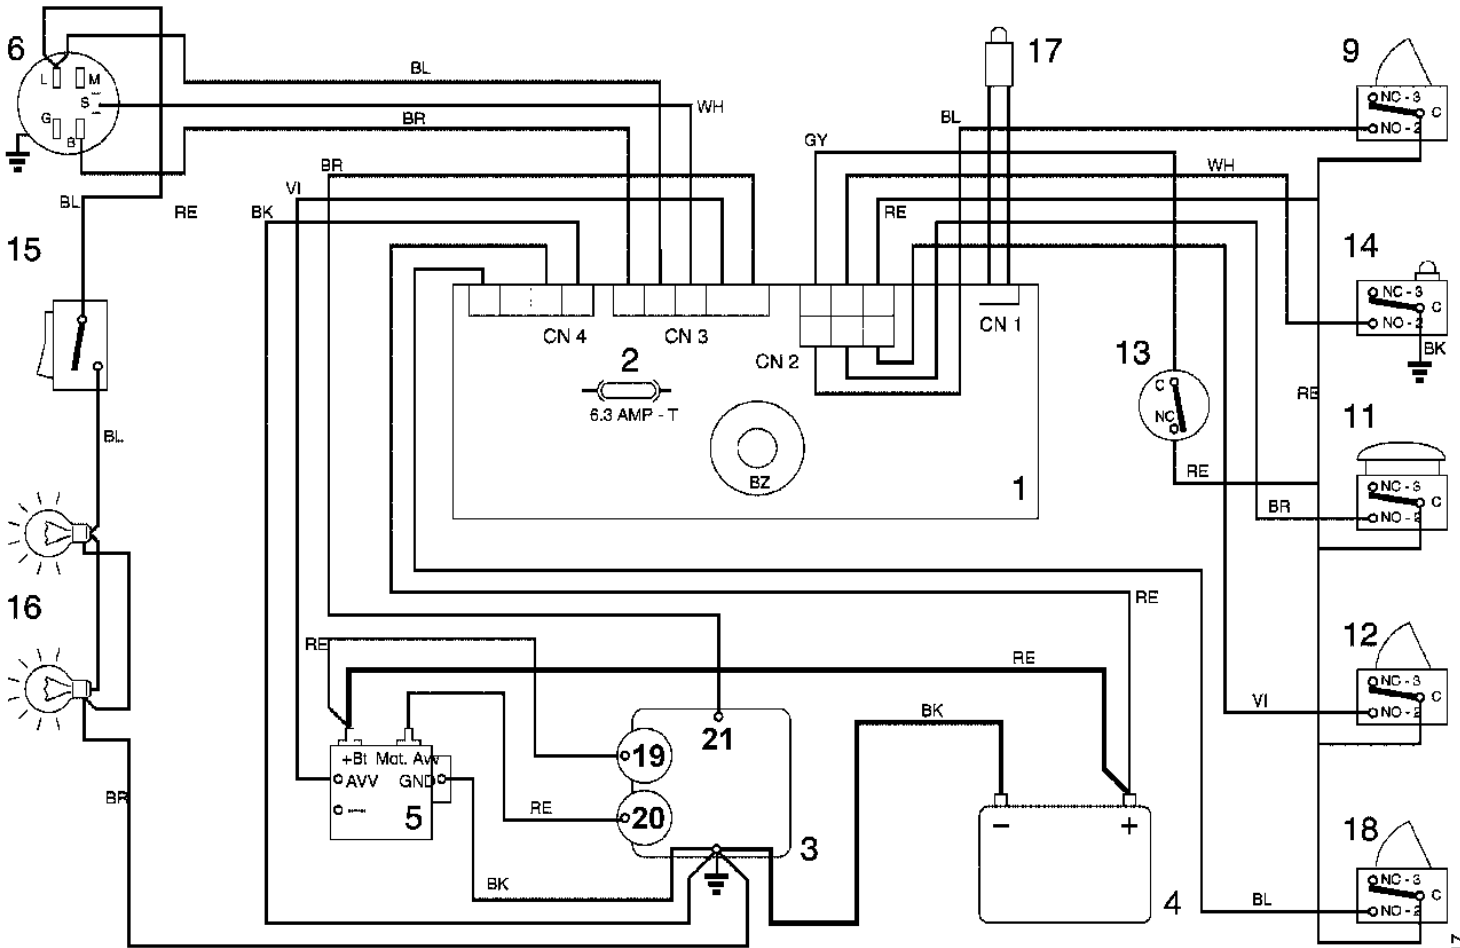 6
L
M
S
G
B
BL
WH
BR
BR
VI
BK
BL
RE
15
BL
16
BR
17
GY
BL
RE
WH
CN 4
CN 3
CN 2
CN 1
2
6.3 AMP - T
BZ
1
13
C
NC
RE
RE
9
NC - 3
C
NO - 2
14
NC - 3
C
NO - 2
BK
11
NC - 3
C
NO - 2
BR
12
NC - 3
C
NO - 2
VI
18
NC - 3
C
NO - 2
BL
RE
RE
RE
BK
+Bt Mot. Avv
AVV GND
5
RE
BK
19
20
21
3
− +
4